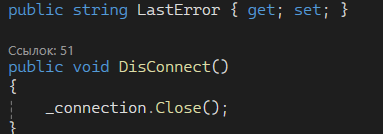 public string LastError { get; set; }
Ссылок: 51
public void DisConnect()
{
_connection.Close();
}